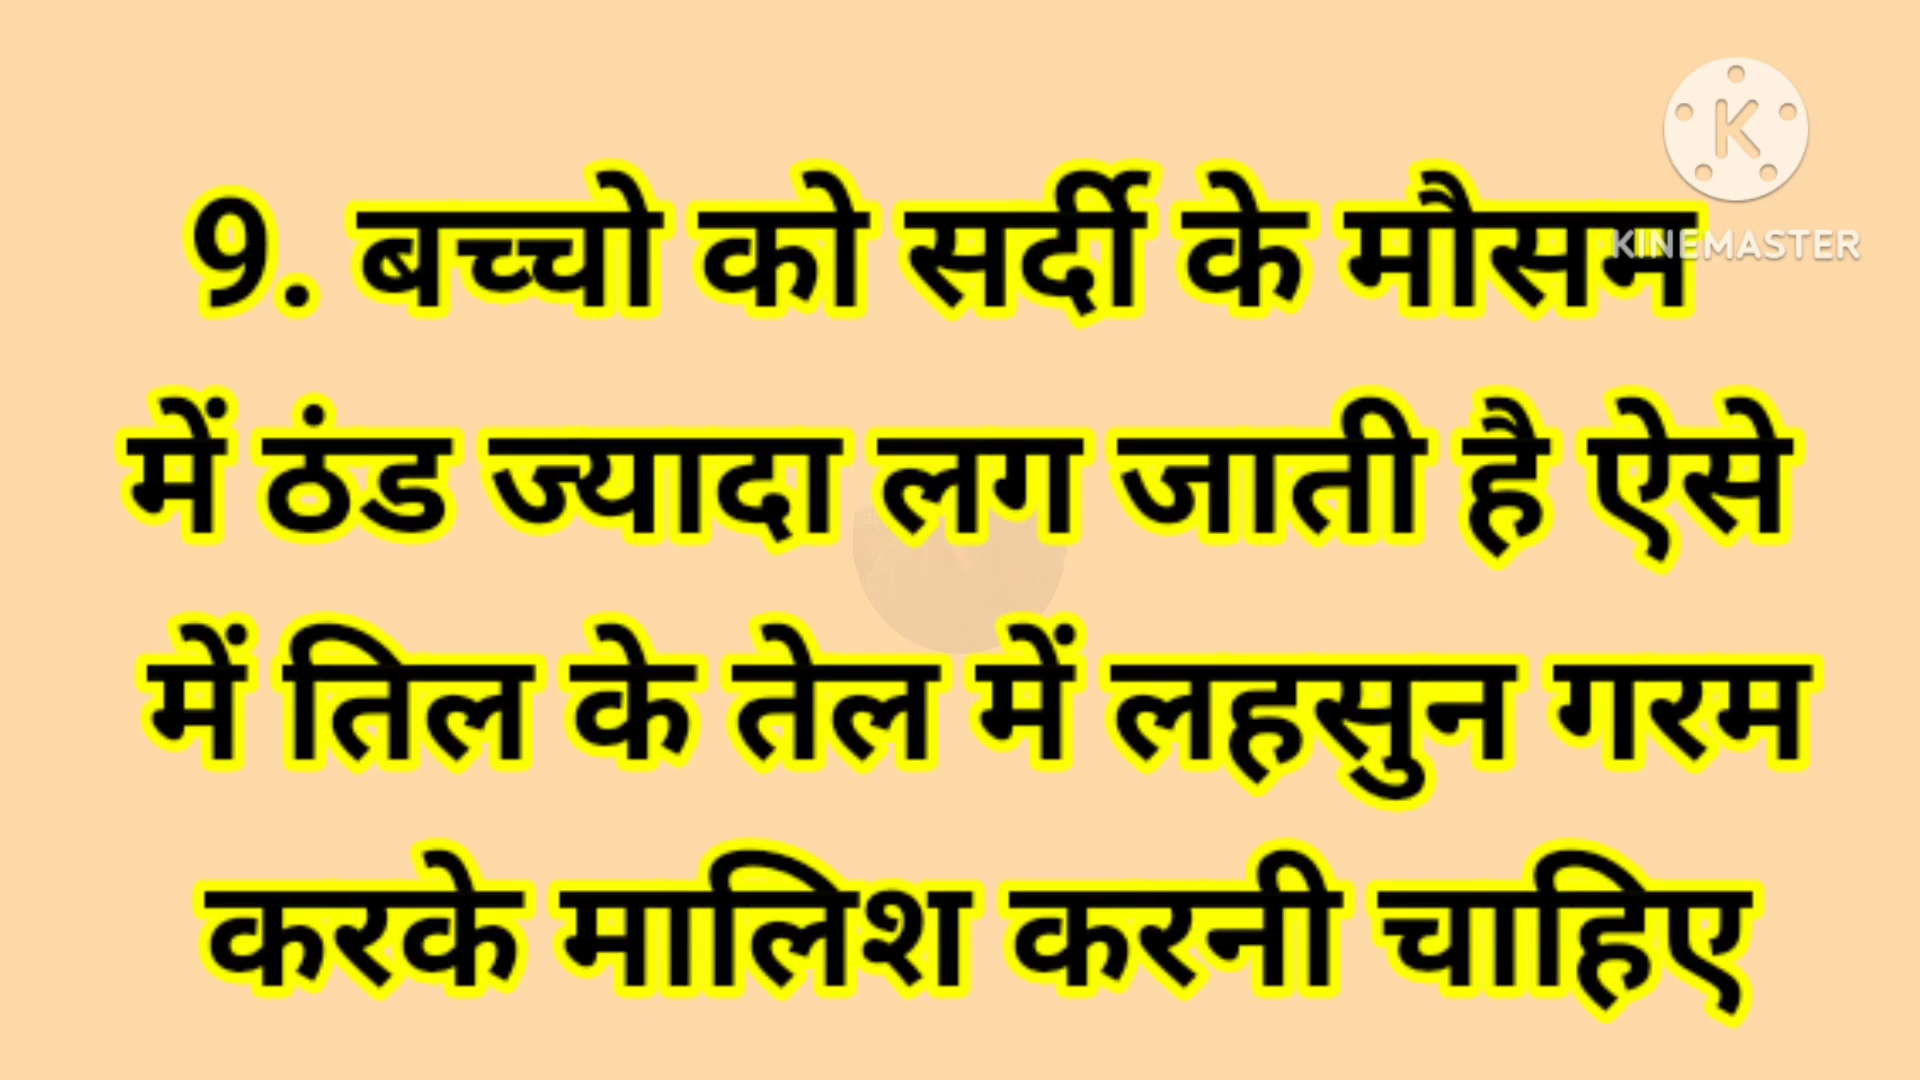 KINEMASTER
9. बच्चो को सर्दी के मौसम
में ठंड ज्यादा लग जाती है ऐसे
में तिल के तेल में लहसुन गरम
करके मालिश करनी चाहिए